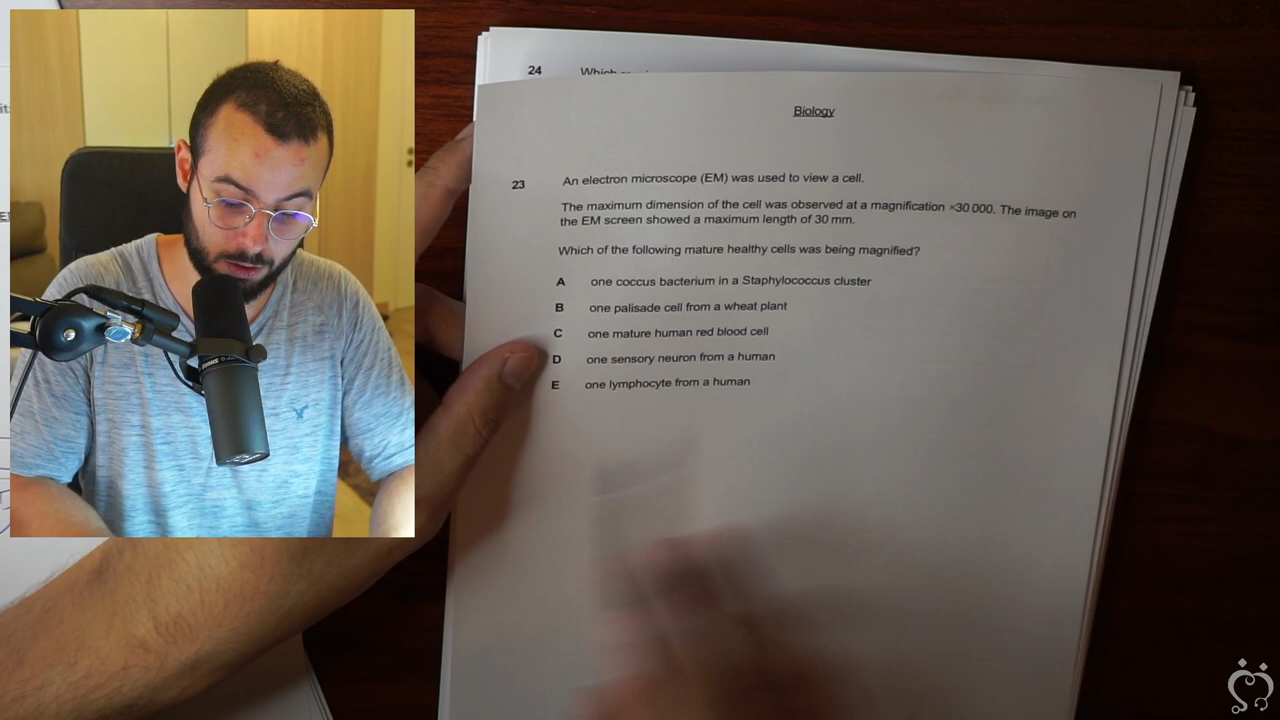 24 Which
Biology
23 An electron microscope (EM) was used to view a cell.
The maximum dimension of the cell was observed at a magnification ×30 000. The image on
the EM screen showed a maximum length of 30 mm.
Which of the following mature healthy cells was being magnified?
A one coccus bacterium in a Staphylococcus cluster
B one palisade cell from a wheat plant
C one mature human red blood cell
D one sensory neuron from a human
E one lymphocyte from a human